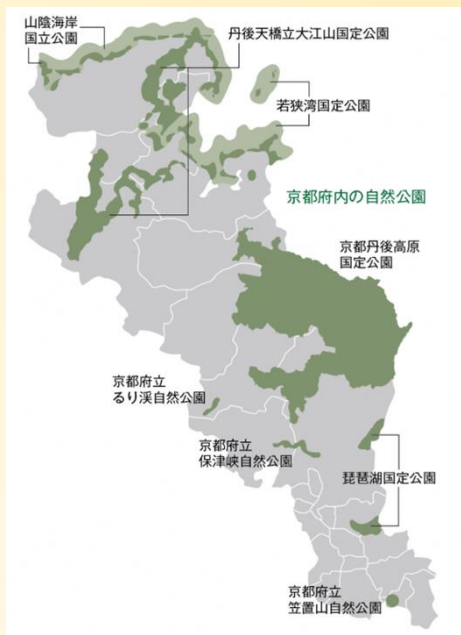 山陰海岸
国立公園
丹後天橋立大江山国定公園
若狭湾国定公園
京都府内の自然公園
京都丹後高原
国定公園
京都府立
るり渓自然公園
京都府立
保津峡自然公園
琵琶湖国定公園
京都府立
笠置山自然公園